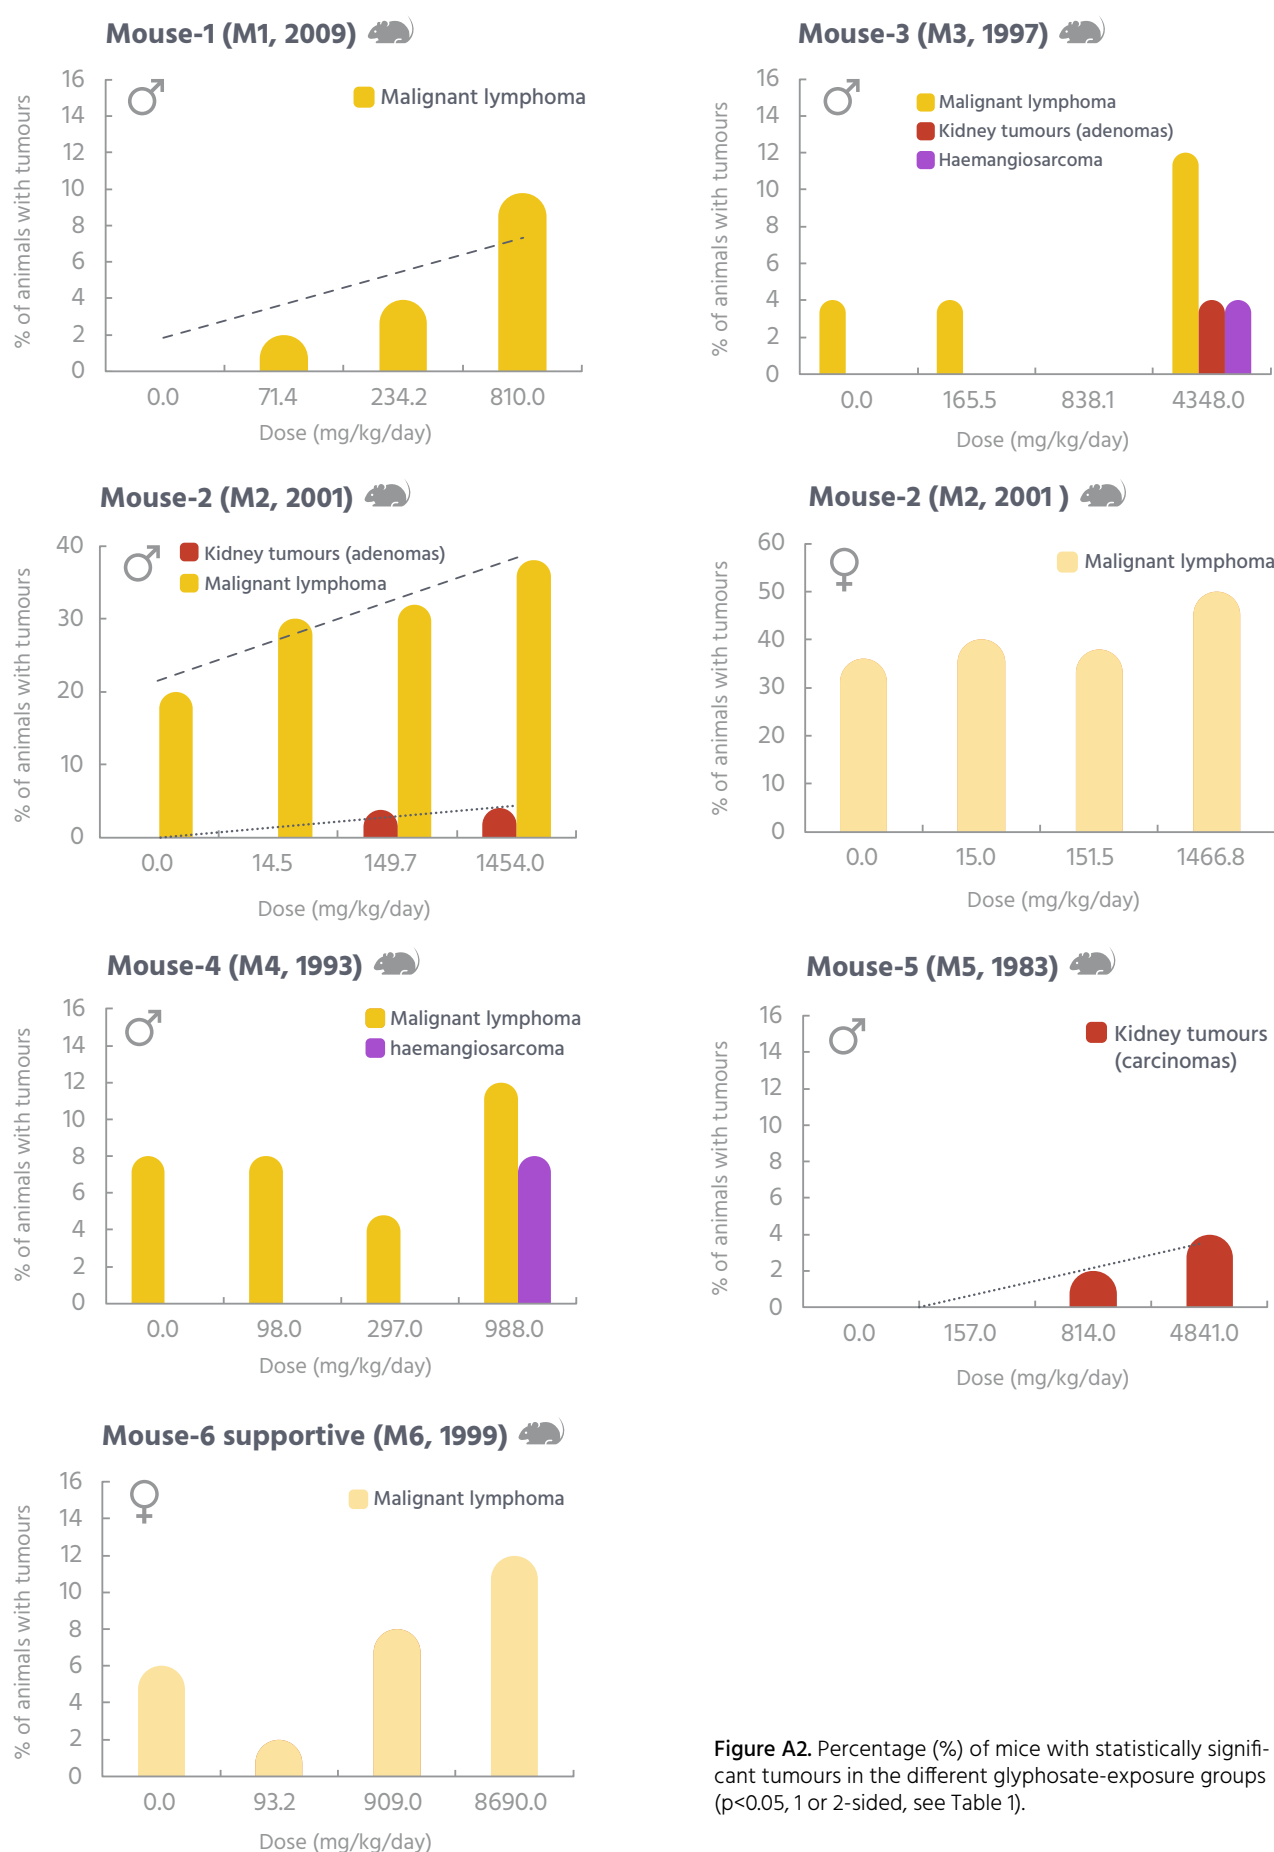 Mouse-1 (M1, 2009)
% of animals with tumours
16
14
12
10
8
6
4
2
0
Malignant lymphoma
0.0 71.4 234.2 810.0
Dose (mg/kg/day)
Mouse-3 (M3, 1997)
% of animals with tumours
16
14
12
10
8
6
4
2
0
Malignant lymphoma
Kidney tumours (adenomas)
Haemangiosarcoma
0.0 165.5 838.1 4348.0
Dose (mg/kg/day)
Mouse-2 (M2, 2001)
% of animals with tumours
40
30
20
10
0
Kidney tumours (adenomas)
Malignant lymphoma
0.0 14.5 149.7 1454.0
Dose (mg/kg/day)
Mouse-2 (M2, 2001 )
% of animals with tumours
60
50
40
30
20
10
0
Malignant lymphoma
0.0 15.0 151.5 1466.8
Dose (mg/kg/day)
Mouse-4 (M4, 1993)
% of animals with tumours
16
14
12
10
8
6
4
2
0
Malignant lymphoma
haemangiosarcoma
0.0 98.0 297.0 988.0
Dose (mg/kg/day)
Mouse-5 (M5, 1983)
% of animals with tumours
16
14
12
10
8
6
4
2
0
Kidney tumours
(carcinomas)
0.0 157.0 814.0 4841.0
Dose (mg/kg/day)
Mouse-6 supportive (M6, 1999)
% of animals with tumours
16
14
12
10
8
6
4
2
0
Malignant lymphoma
0.0 93.2 909.0 8690.0
Dose (mg/kg/day)
Figure A2. Percentage (%) of mice with statistically signifi-
cant tumours in the different glyphosate-exposure groups
(p<0.05, 1 or 2-sided, see Table 1).